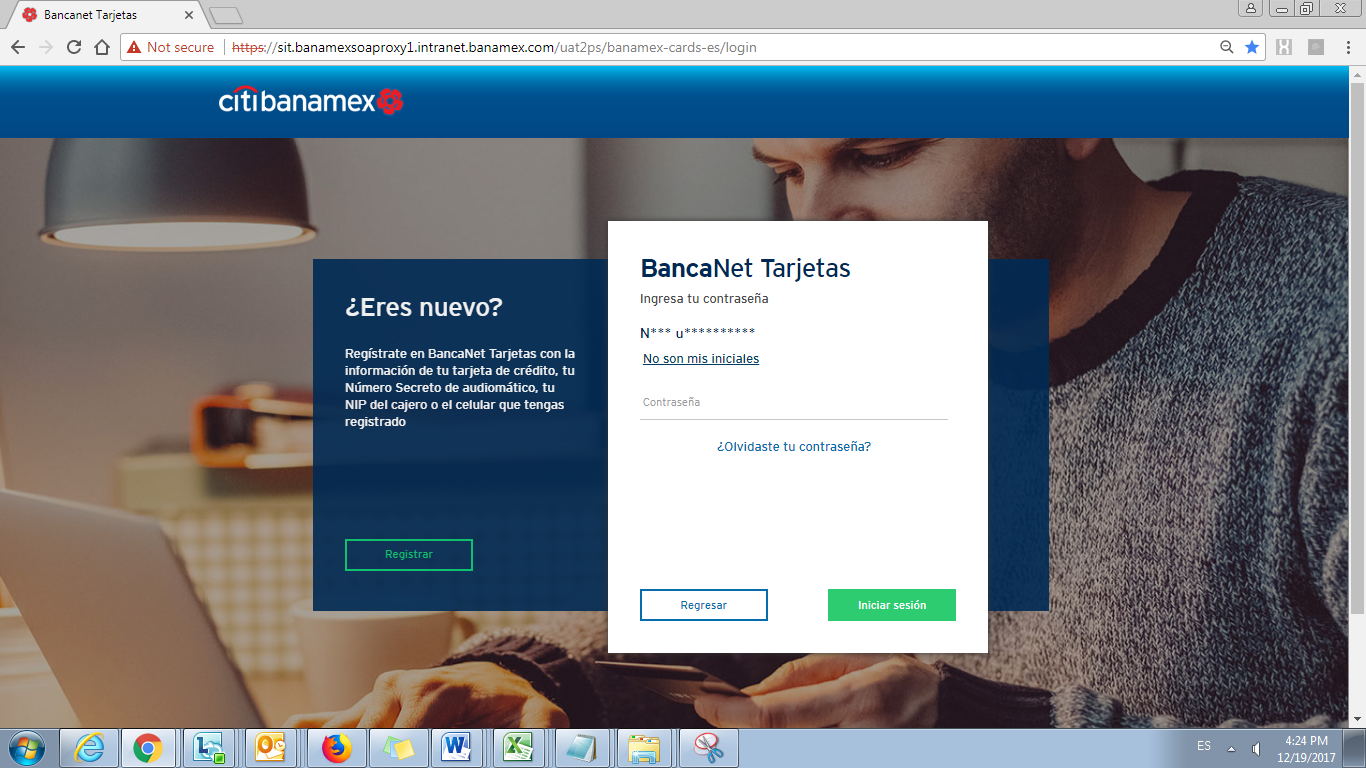 Bancanet Tarjetas
Not secure
https://sit.banamexsoaproxy1.intranet.banamex.com/uat2ps/banamex-cards-es/login
citibanamex
¿Eres nuevo?
Regístrate en BancaNet Tarjetas con la
información de tu tarjeta de crédito, tu
Número Secreto de audiomático, tu
NIP del cajero o el celular que tengas
registrado
Registrar
BancaNet Tarjetas
Ingresa tu contraseña
N*** u**********
No son mis iniciales
Contraseña
¿Olvidaste tu contraseña?
Regresar
Iniciar sesión
ES
4:24 PM
12/19/2017